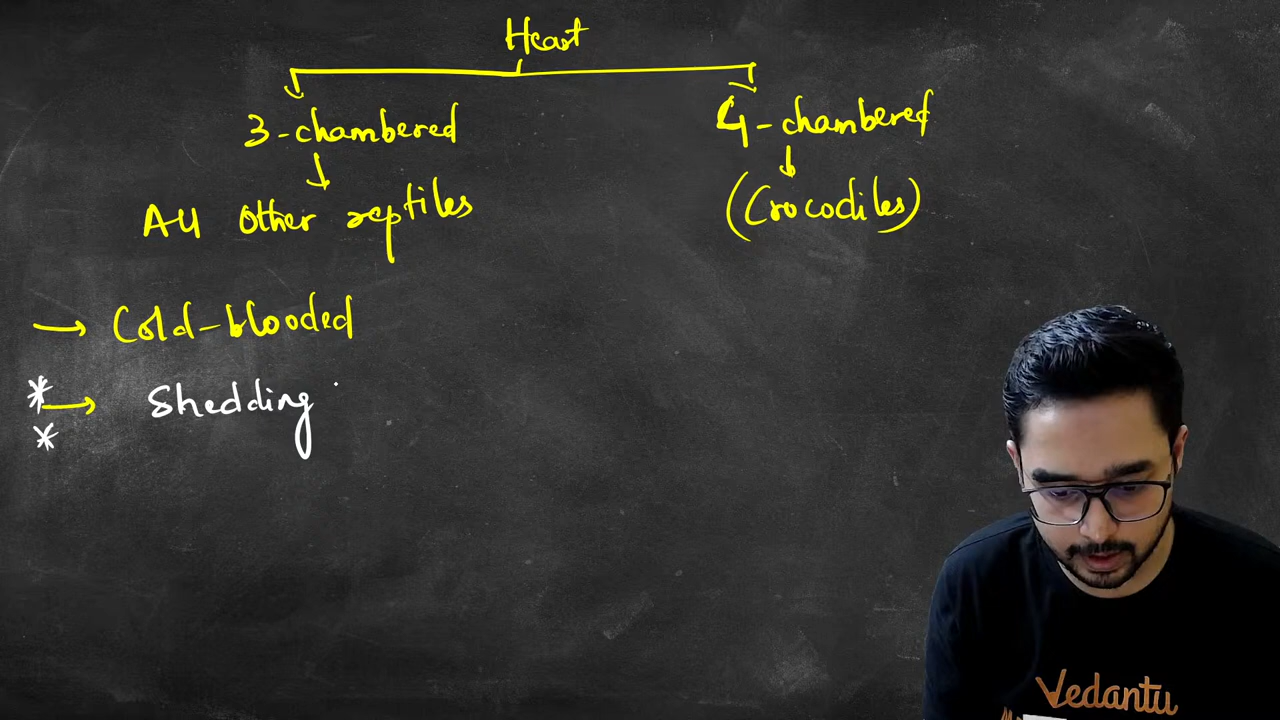 Heart
3-chambered 4-chambered
All other reptiles (Crocodiles)
→ Cold-blooded
*→ Shedding
*
Vedantu